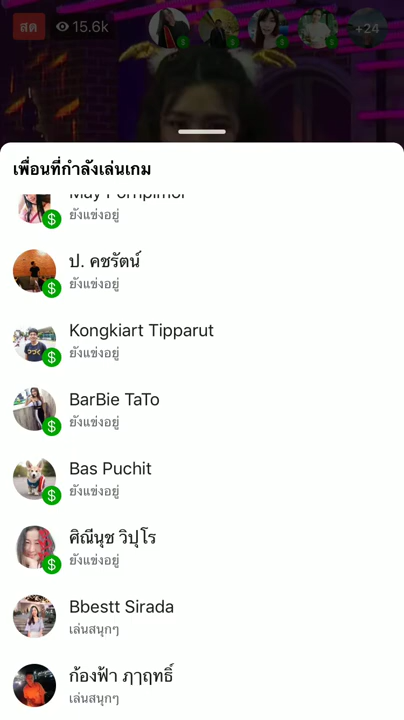 สด
15.6k
+24
เพื่อนที่กำลังเล่นเกม
May Pornpimol
ยังแข่งอยู่
ป. คชรัตน์
ยังแข่งอยู่
Kongkiart Tipparut
ยังแข่งอยู่
BarBie TaTo
ยังแข่งอยู่
Bas Puchit
ยังแข่งอยู่
ศิณีนุช วิปุโร
ยังแข่งอยู่
Bbestt Sirada
เล่นสนุกๆ
ก้องฟ้า ภูาฤทธิ์
เล่นสนุกๆ